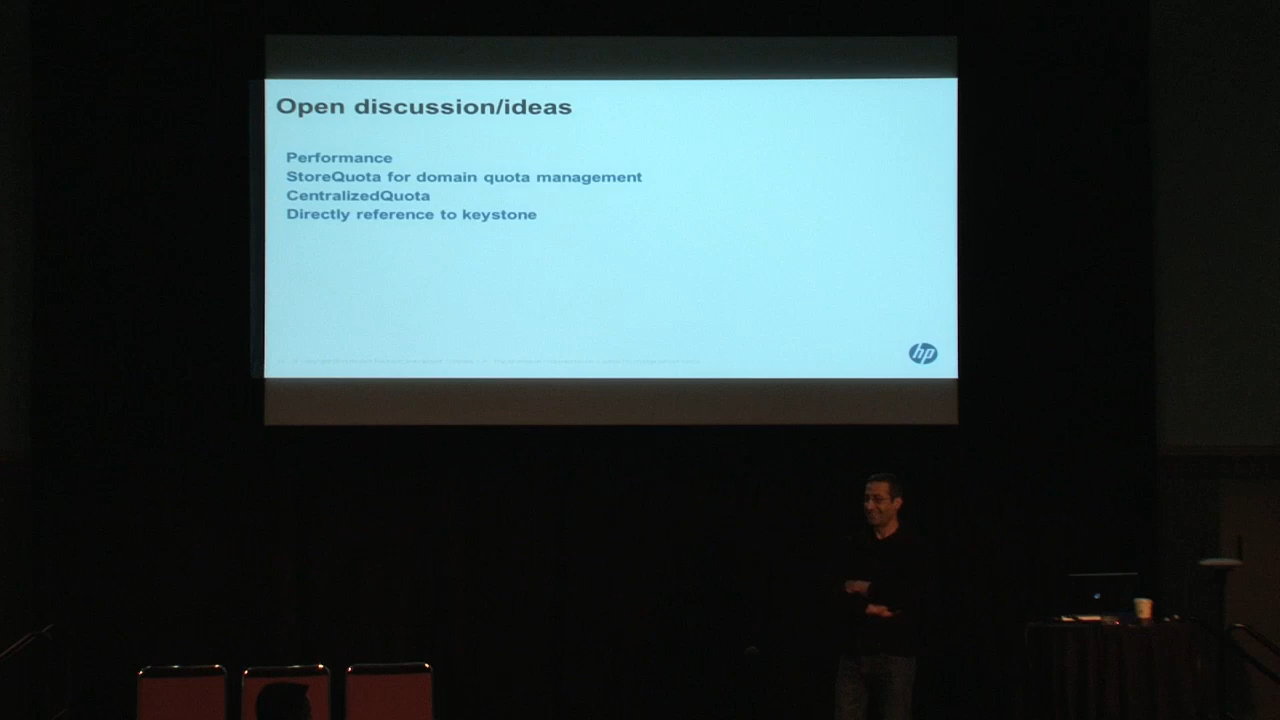 Open discussion/ideas
Performance
StoreQuota for domain quota management
CentralizedQuota
Directly reference to keystone
hp